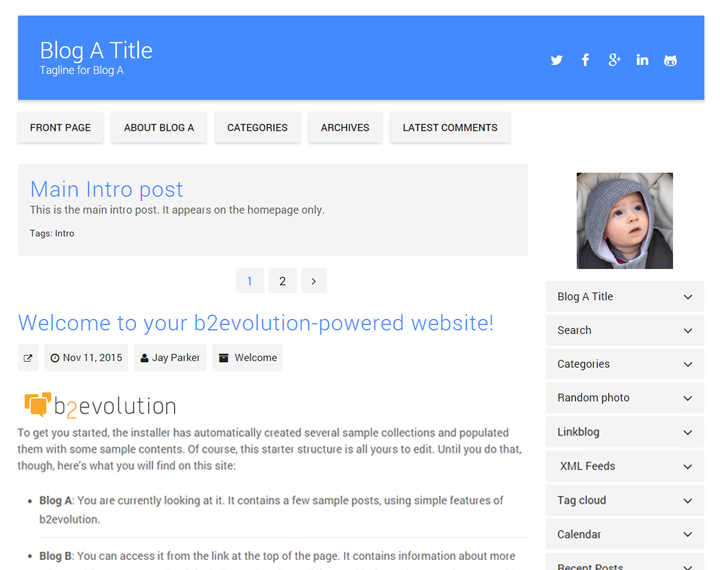 Blog A Title
Tagline for Blog A
FRONT PAGE
ABOUT BLOG A
CATEGORIES
ARCHIVES
LATEST COMMENTS
Main Intro post
This is the main intro post. It appears on the homepage only.
Tags: Intro
1 2
Welcome to your b2evolution-powered website!
Nov 11, 2015
Jay Parker
Welcome
b2evolution
To get you started, the installer has automatically created several sample collections and populated
them with some sample contents. Of course, this starter structure is all yours to edit. Until you do that,
though, here's what you will find on this site:
Blog A: You are currently looking at it. It contains a few sample posts, using simple features of
b2evolution.
Blog B: You can access it from the link at the top of the page. It contains information about more
Blog A Title
Search
Categories
Random photo
Linkblog
XML Feeds
Tag cloud
Calendar
Recent Posts